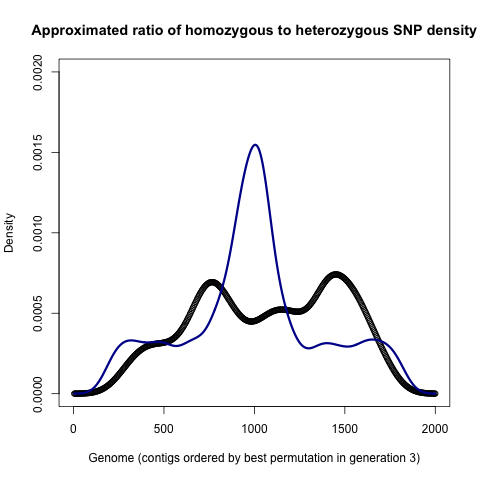 Approximated ratio of homozygous to heterozygous SNP density
Density
0.0020
0.0015
0.0010
0.0005
0.0000
0 500 1000 1500 2000
Genome (contigs ordered by best permutation in generation 3)